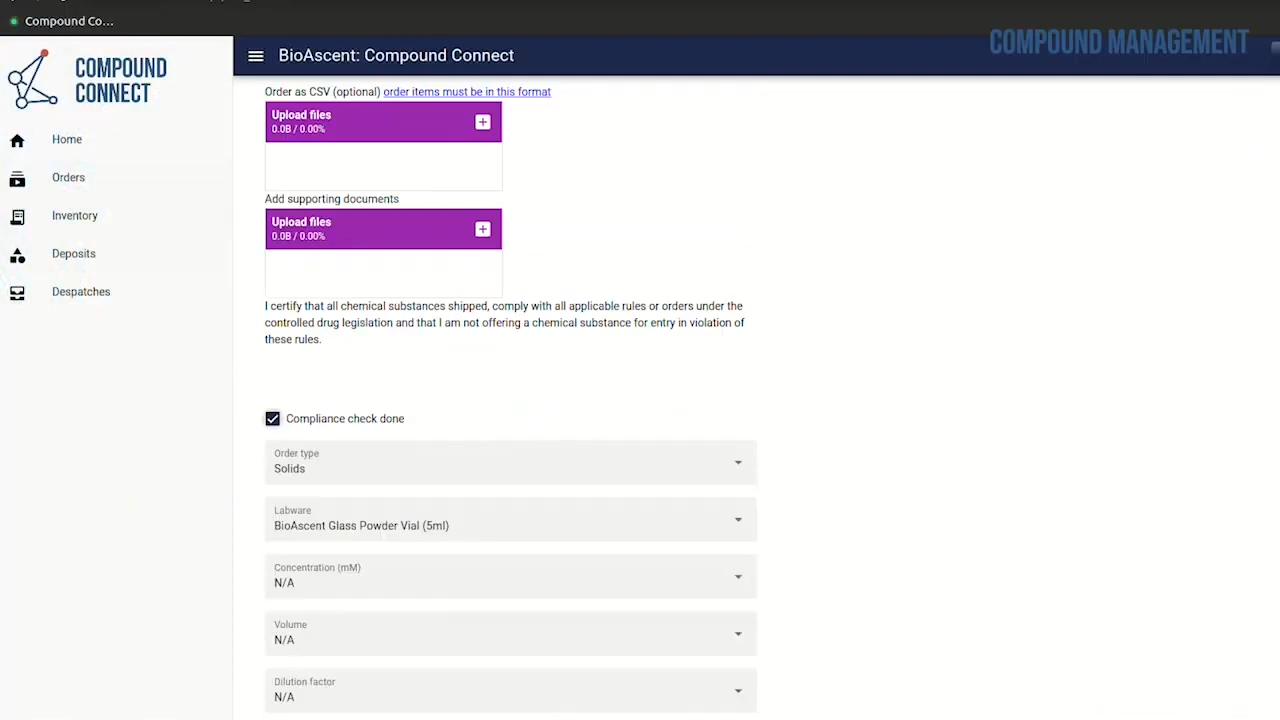 Compound Co...
COMPOUND MANAGEMENT
COMPOUND
CONNECT
BioAscent: Compound Connect
Home
Orders
Inventory
Deposits
Despatches
Order as CSV (optional) order items must be in this format
Upload files
0.0B / 0.00%
Add supporting documents
Upload files
0.0B / 0.00%
I certify that all chemical substances shipped, comply with all applicable rules or orders under the
controlled drug legislation and that I am not offering a chemical substance for entry in violation of
these rules.
Compliance check done
Order type
Solids
Labware
BioAscent Glass Powder Vial (5ml)
Concentration (mM)
N/A
Volume
N/A
Dilution factor
N/A